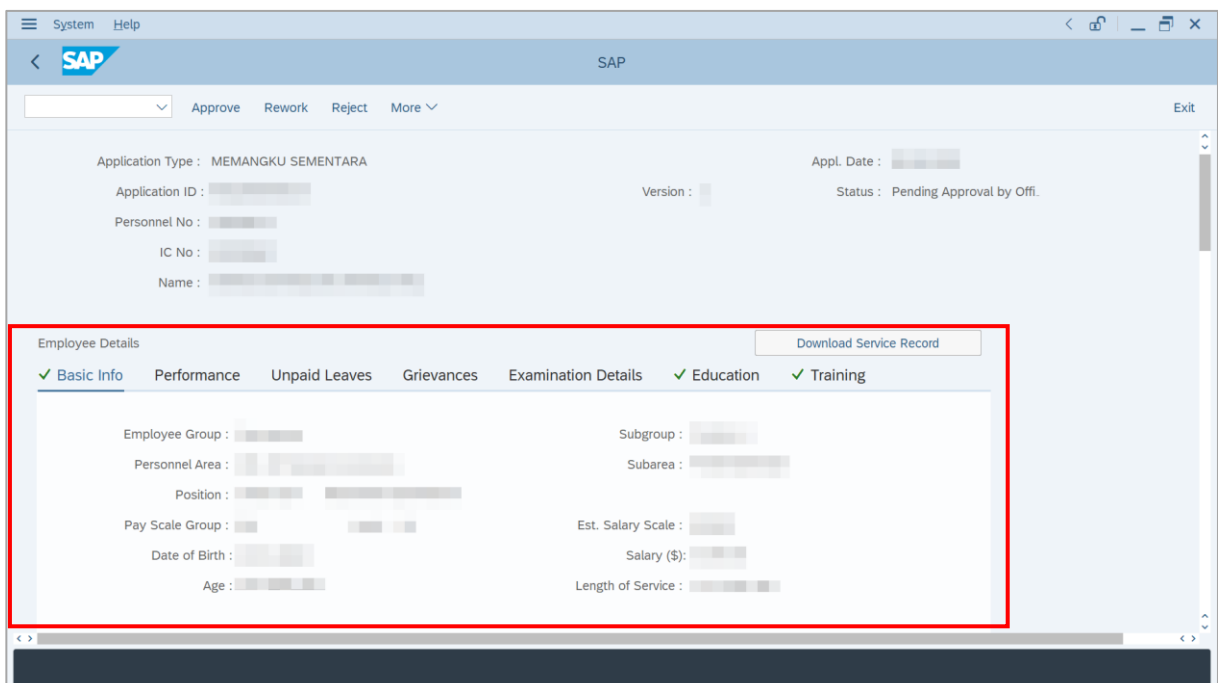 System Help
SAP SAP
Approve Rework Reject More Exit
Application Type : MEMANGKU SEMENTARA Appl. Date :
Application ID : Version : Status : Pending Approval by Offi..
Personnel No :
IC No :
Name :
Employee Details Download Service Record
Basic Info Performance Unpaid Leaves Grievances Examination Details Education Training
Employee Group : Subgroup :
Personnel Area : Subarea :
Position :
Pay Scale Group : Est. Salary Scale :
Date of Birth : Salary ($):
Age : Length of Service :